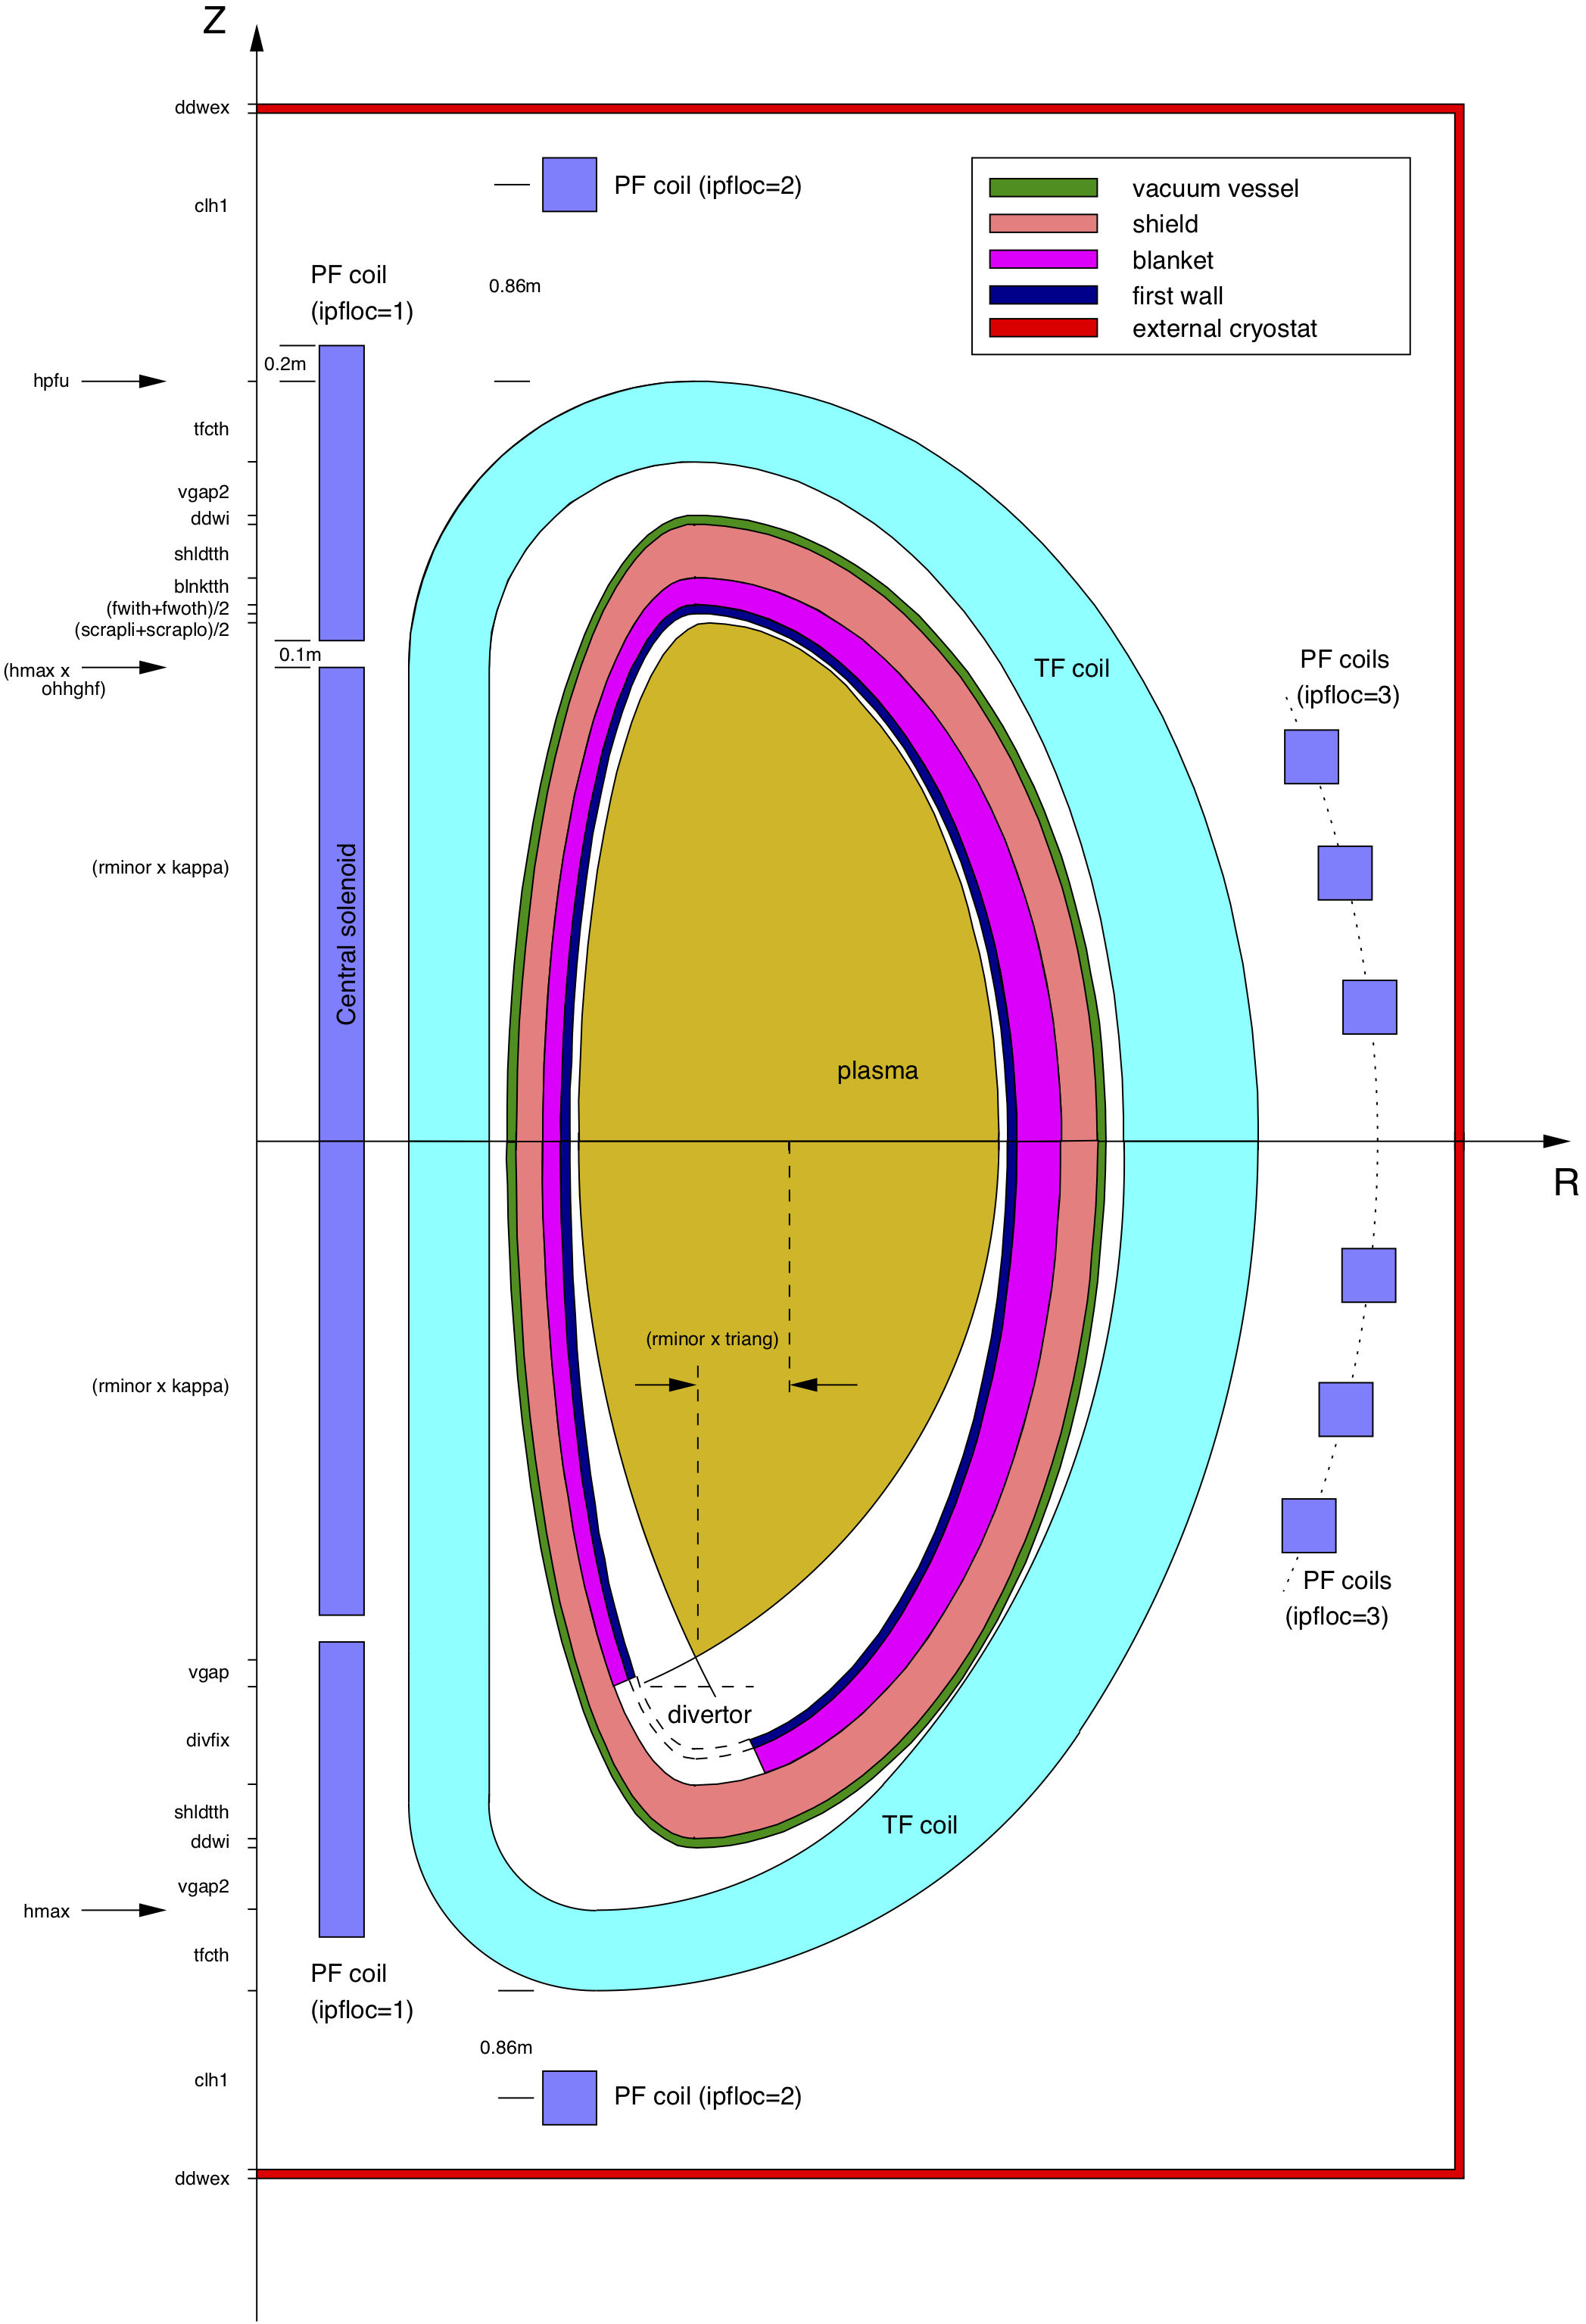 Z
ddwex
clh1
PF coil (ipfloc=2)
vacuum vessel
shield
blanket
first wall
external cryostat
PF coil
(ipfloc=1)
0.86m
0.2m
hpfu
tfcth
vgap2
ddwi
shldtth
blnktth
(fwith+fwoth)/2
(scrapli+scraplo)/2
0.1m
(hmax x
ohhghf)
TF coil
PF coils
(ipfloc=3)
(rminor x kappa)
Central solenoid
plasma
R
(rminor x triang)
(rminor x kappa)
PF coils
(ipfloc=3)
vgap
divertor
divfix
shldtth
ddwi
TF coil
vgap2
hmax
tfcth
PF coil
(ipfloc=1)
0.86m
clh1
PF coil (ipfloc=2)
ddwex